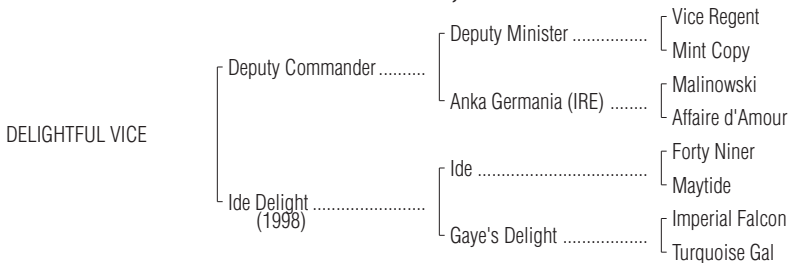 Vice Regent
Deputy Minister ................
Mint Copy
Deputy Commander ..........
Malinowski
Anka Germania (IRE) ........
Affaire d'Amour
DELIGHTFUL VICE
Forty Niner
Ide ....................................
Maytide
Ide Delight ........................
(1998)
Imperial Falcon
Gaye's Delight ..................
Turquoise Gal